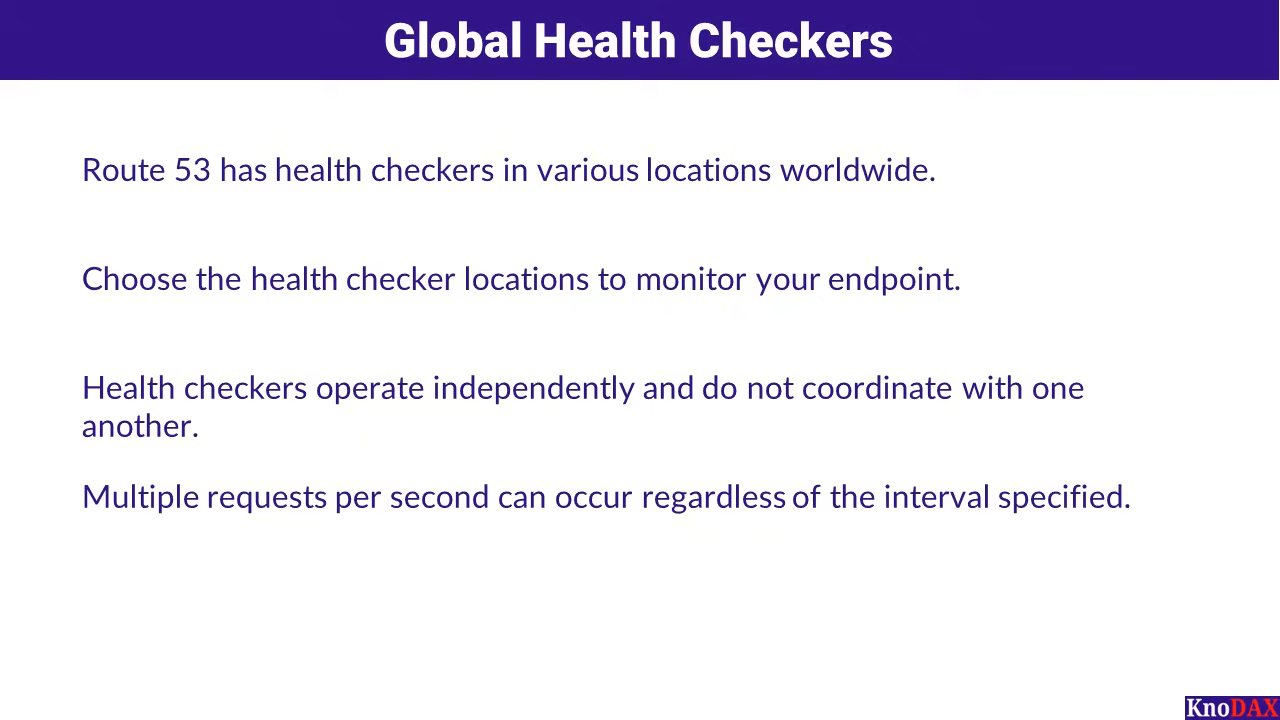 Global Health Checkers
Route 53 has health checkers in various locations worldwide.
Choose the health checker locations to monitor your endpoint.
Health checkers operate independently and do not coordinate with one
another.
Multiple requests per second can occur regardless of the interval specified.
KnoDAX